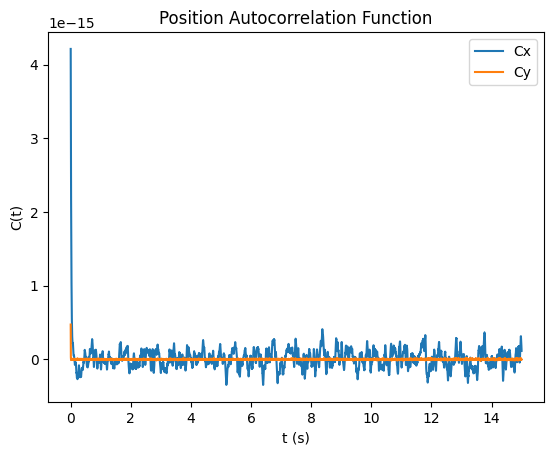 Position Autocorrelation Function
1e−15
Cx
Cy
4
3
2
1
0
C(t)
0 2 4 6 8 10 12 14
t (s)